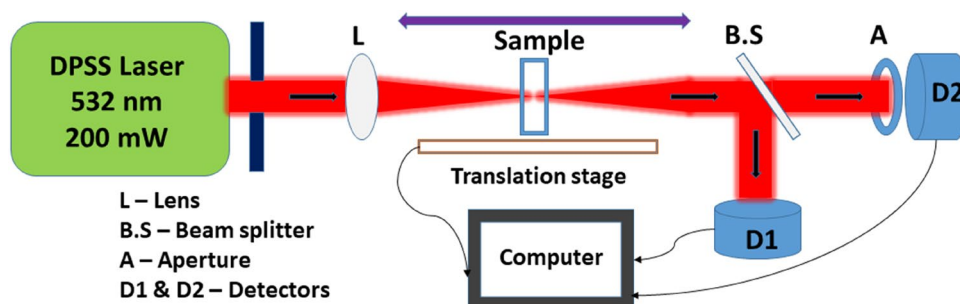 DPSS Laser
532 nm
200 mW
L
Sample
B.S
A
D2
Translation stage
L – Lens
B.S – Beam splitter
A – Aperture
D1 & D2 – Detectors
Computer
D1